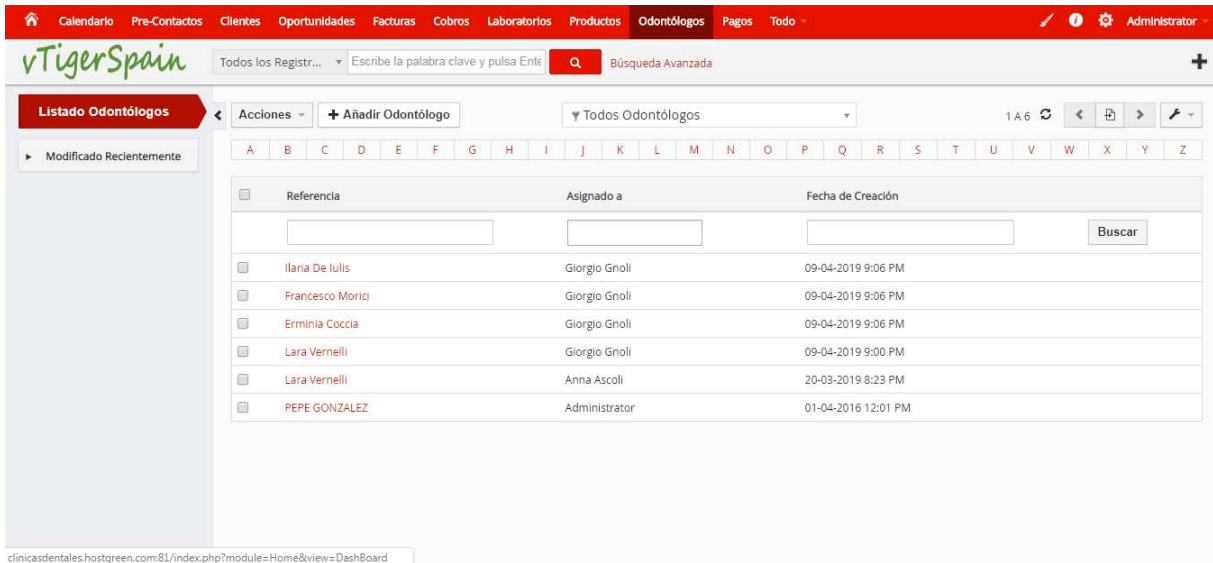 Calendario Pre-Contactos Clientes Oportunidades Facturas Cobros Laboratorios Productos Odontólogos Pagos Todo Administrator
vTigerSpain Todos los Registr... Escribe la palabra clave y pulsa Ente Búsqueda Avanzada
Listado Odontólogos Acciones + Añadir Odontólogo Todos Odontólogos 1 A 6
Modificado Recientemente A B C D E F G H I J K L M N O P Q R S T U V W X Y Z
Referencia Asignado a Fecha de Creación
Buscar
Ilaria De Iulis Giorgio Gnoli 09-04-2019 9:06 PM
Francesco Morici Giorgio Gnoli 09-04-2019 9:06 PM
Erminia Coccia Giorgio Gnoli 09-04-2019 9:06 PM
Lara Vernelli Giorgio Gnoli 09-04-2019 9:00 PM
Lara Vernelli Anna Ascoli 20-03-2019 8:23 PM
PEPE GONZALEZ Administrator 01-04-2016 12:01 PM
clinicasdentales.hostgreen.com:81/index.php?module=Home&view=DashBoard